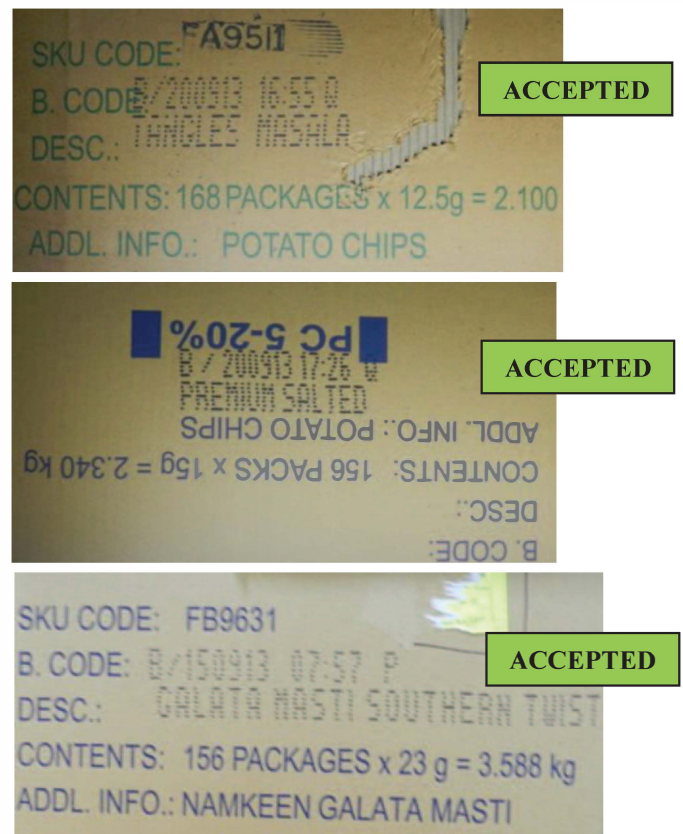 SKU CODE: FA9511
B. CODE B/200913 16:55 Q
DESC.: TANGLES MASALA
CONTENTS: 168 PACKAGES x 12.5g = 2.100
ADDL. INFO.: POTATO CHIPS
ACCEPTED
PC 5-20%
B / 200913 17:26 Q
PREMIUM SALTED
ADDL. INFO.: POTATO CHIPS
CONTENTS: 156 PACKS x 15g = 2.340 kg
DESC.:
B. CODE:
ACCEPTED
SKU CODE: FB9631
B. CODE: B/150913 07:57 P
DESC.: GALATA MASTI SOUTHERN TWIST
CONTENTS: 156 PACKAGES x 23 g = 3.588 kg
ADDL. INFO.: NAMKEEN GALATA MASTI
ACCEPTED